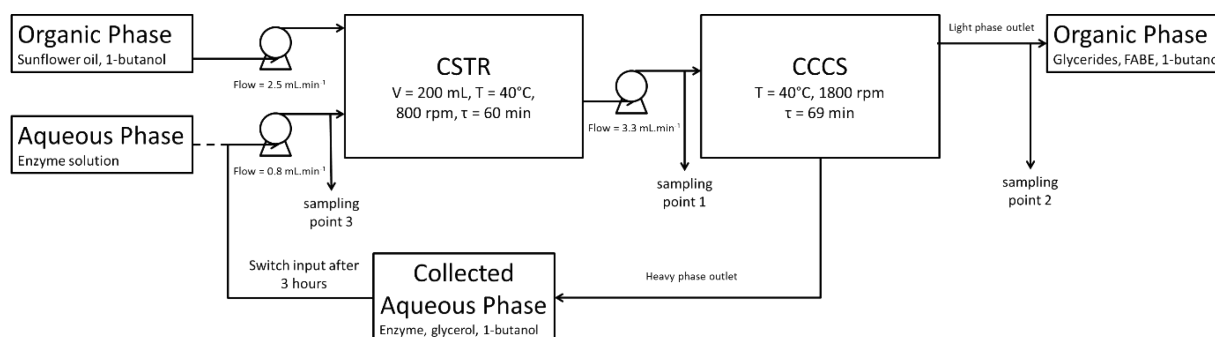 Organic Phase
Sunflower oil, 1-butanol
Flow = 2.5 mL.min⁻¹
Aqueous Phase
Enzyme solution
Flow = 0.8 mL.min⁻¹
sampling
point 3
CSTR
V = 200 mL, T = 40°C,
800 rpm, τ = 60 min
Flow = 3.3 mL.min⁻¹
sampling
point 1
CCCS
T = 40°C, 1800 rpm
τ = 69 min
Light phase outlet
sampling
point 2
Organic Phase
Glycerides, FABE, 1-butanol
Switch input after
3 hours
Collected
Aqueous Phase
Enzyme, glycerol, 1-butanol
Heavy phase outlet